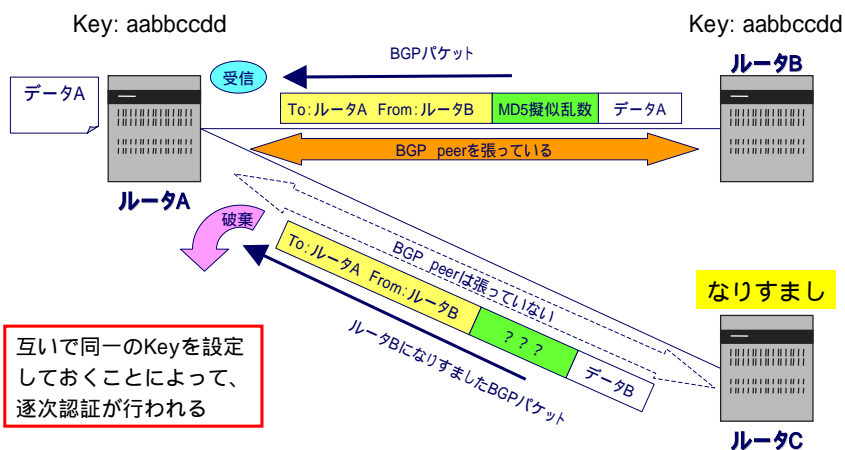 Key: aabbccdd
Key: aabbccdd
BGPパケット
ルータB
受信
データA
To:ルータA From:ルータB
MD5擬似乱数
データA
BGP peerを張っている
ルータA
破棄
BGP peerは張っていない
To:ルータA From:ルータB
???
データB
ルータBになりすましたBGPパケット
なりすまし
互いで同一のKeyを設定
しておくことによって、
逐次認証が行われる
ルータC